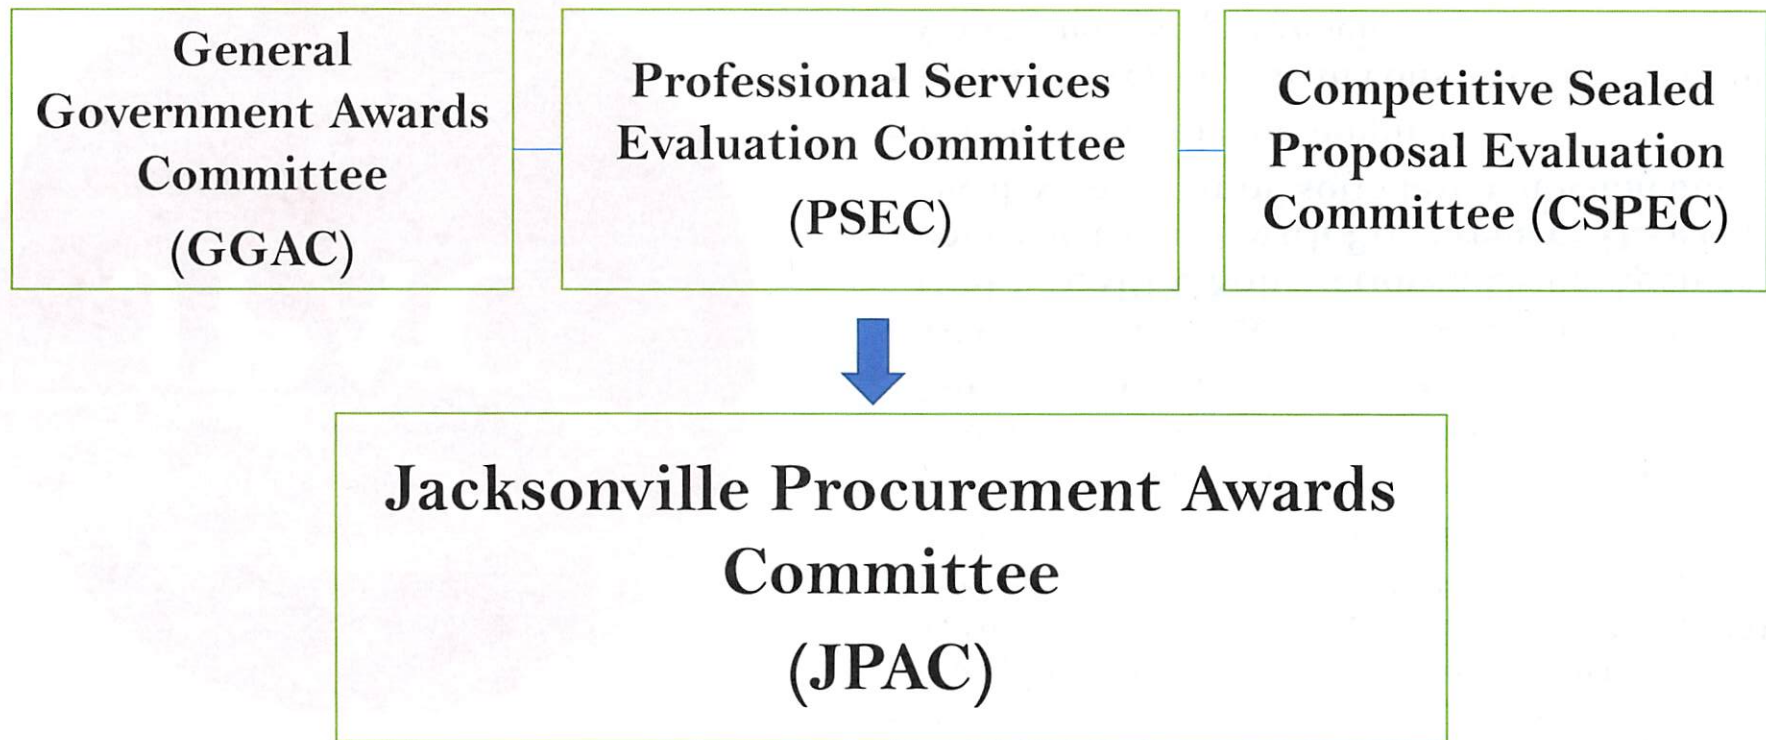 General
Government Awards
Committee
(GGAC)
Professional Services
Evaluation Committee
(PSEC)
Competitive Sealed
Proposal Evaluation
Committee (CSPEC)
Jacksonville Procurement Awards
Committee
(JPAC)